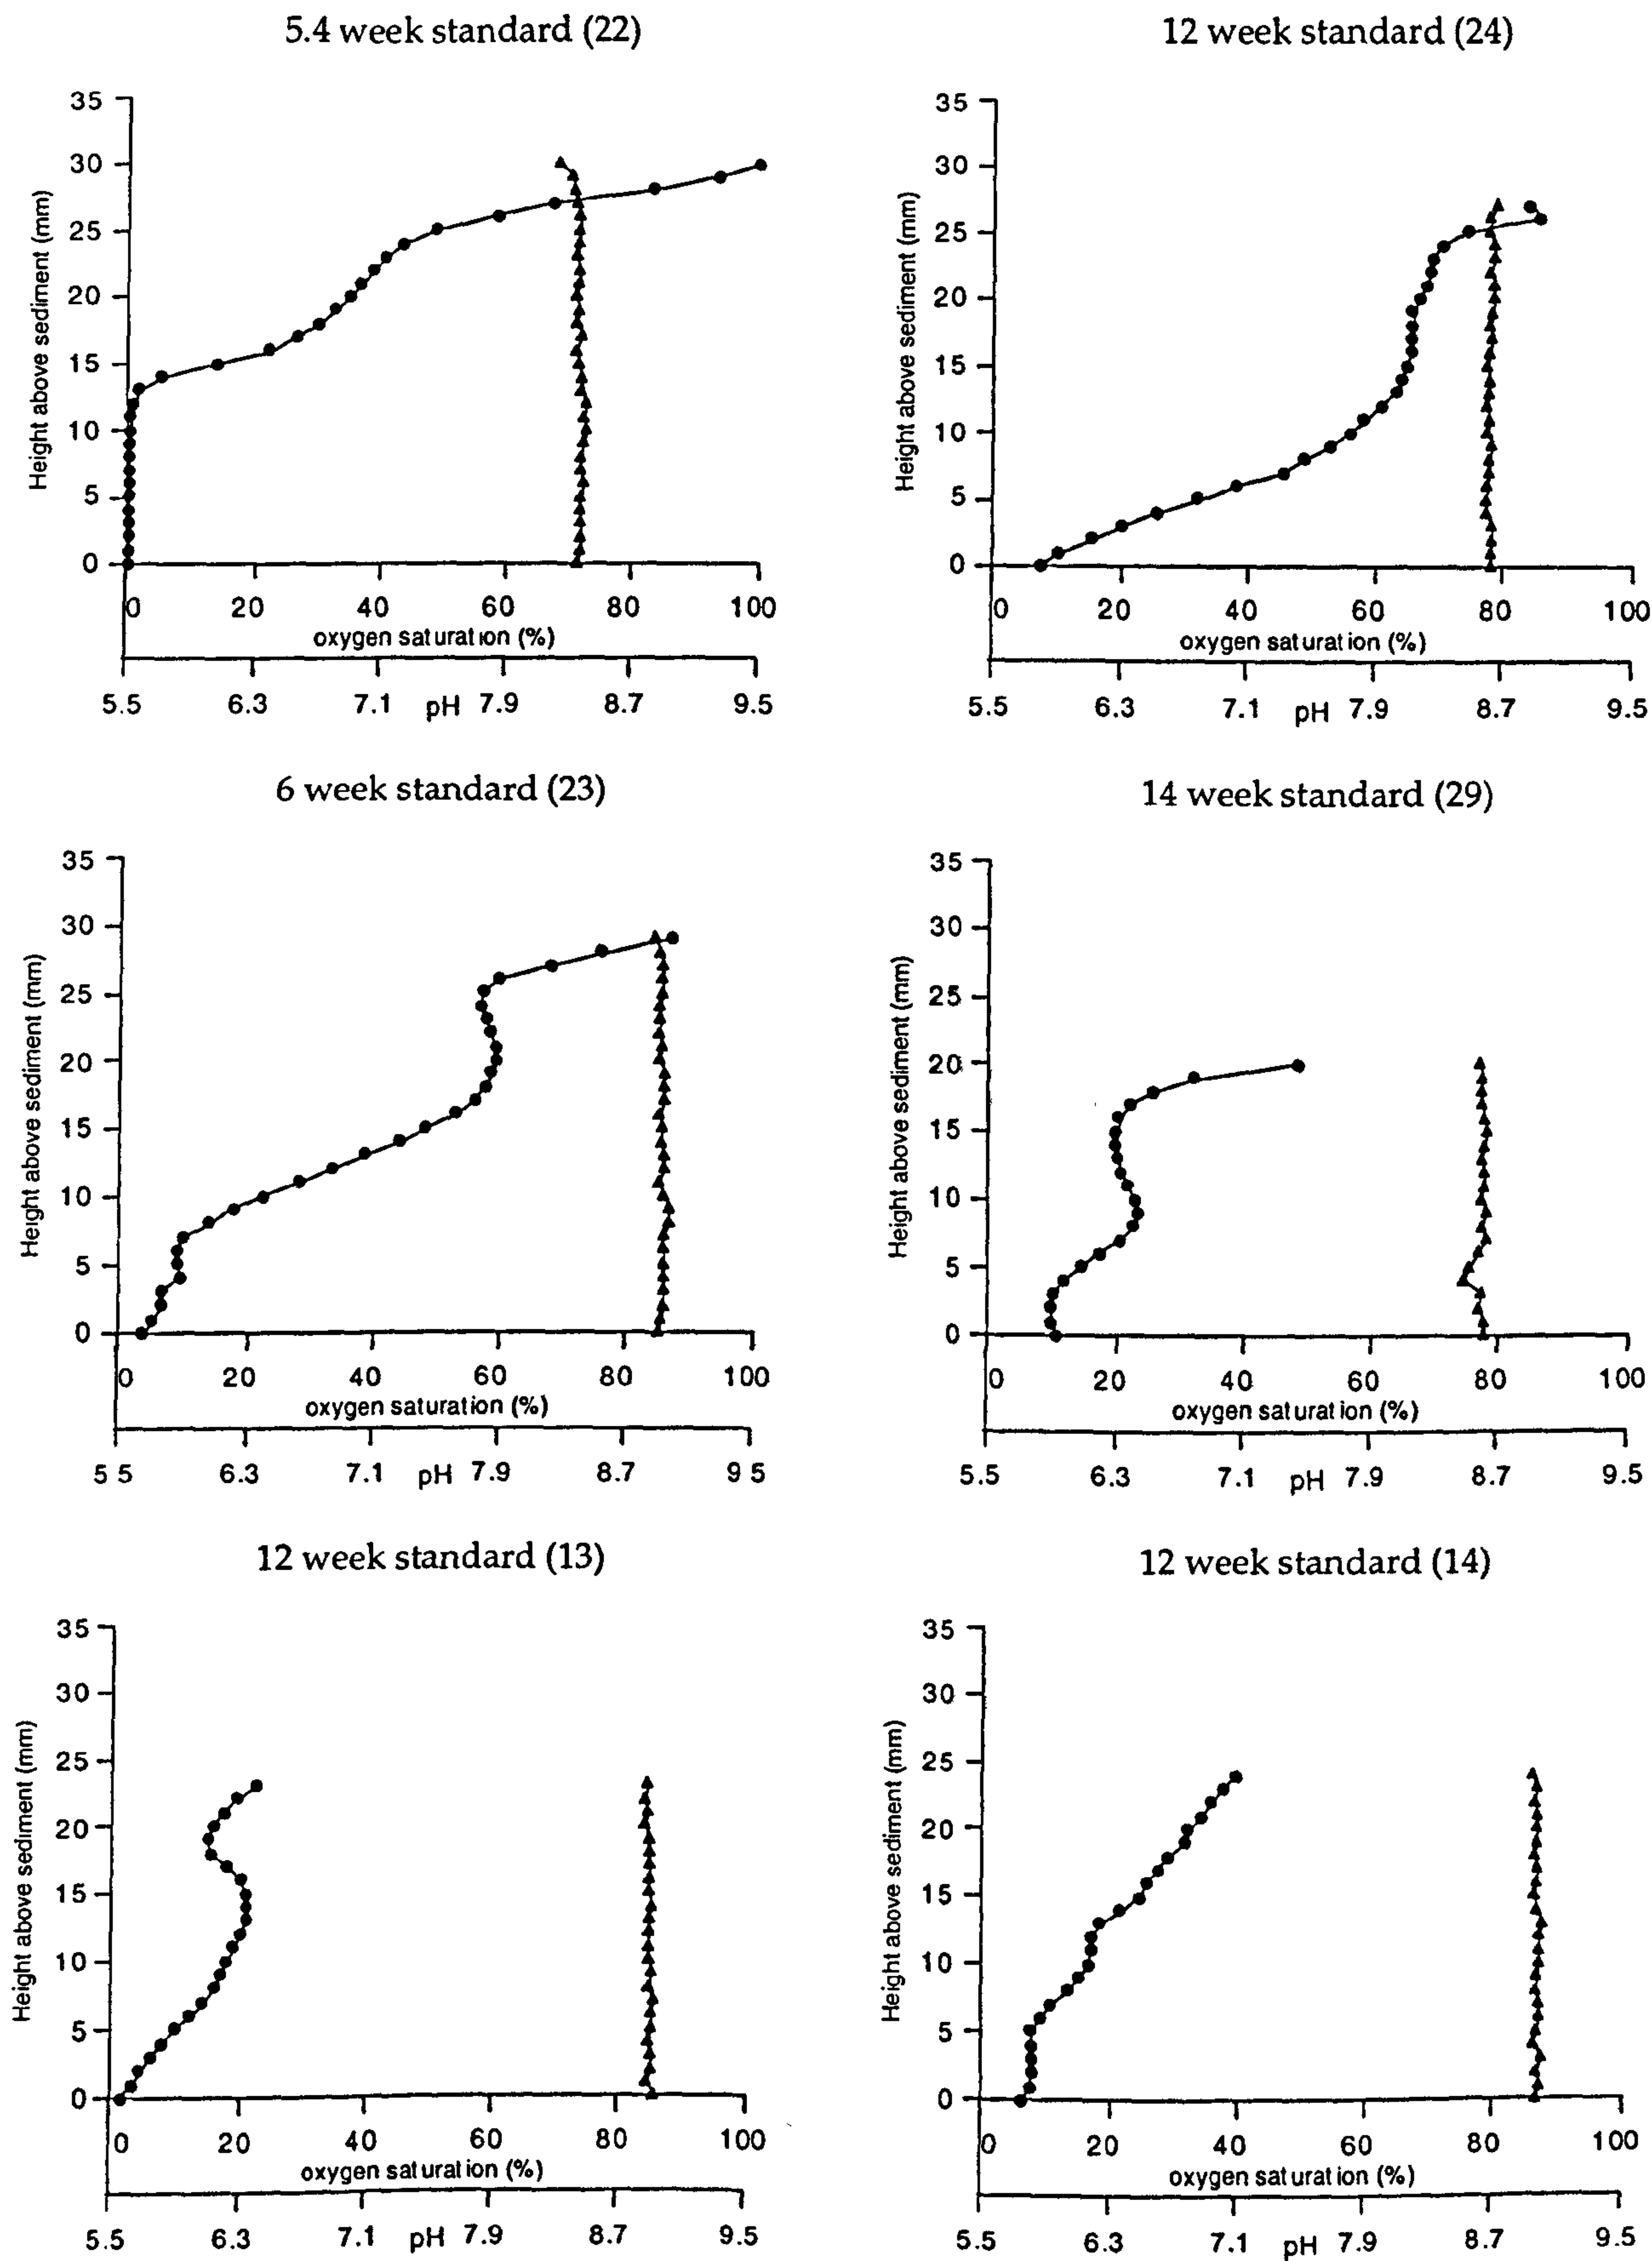 5.4 week standard (22)
35
30
25
20
15
10
5
0
Height above sediment (mm)
0 20 40 60 80 100
oxygen saturation (%)
5.5 6.3 7.1 pH 7.9 8.7 9.5
12 week standard (24)
35
30
25
20
15
10
5
0
Height above sediment (mm)
0 20 40 60 80 100
oxygen saturation (%)
5.5 6.3 7.1 pH 7.9 8.7 9.5
6 week standard (23)
35
30
25
20
15
10
5
0
Height above sediment (mm)
0 20 40 60 80 100
oxygen saturation (%)
5 5 6.3 7.1 pH 7.9 8.7 9 5
14 week standard (29)
35
30
25
20
15
10
5
0
Height above sediment (mm)
0 20 40 60 80 100
oxygen saturation (%)
5.5 6.3 7.1 pH 7.9 8.7 9.5
12 week standard (13)
35
30
25
20
15
10
5
0
Height above sediment (mm)
0 20 40 60 80 100
oxygen saturation (%)
5.5 6.3 7.1 pH 7.9 8.7 9.5
12 week standard (14)
35
30
25
20
15
10
5
0
Height above sediment (mm)
0 20 40 60 80 100
oxygen saturation (%)
5.5 6.3 7.1 pH 7.9 8.7 9.5